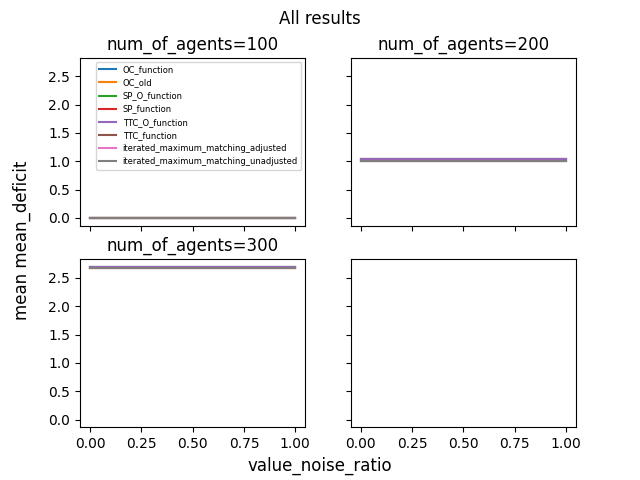 All results
num_of_agents=100
num_of_agents=200
2.5
2.0
1.5
1.0
0.5
0.0
OC_function
OC_old
SP_O_function
SP_function
TTC_O_function
TTC_function
iterated_maximum_matching_adjusted
iterated_maximum_matching_unadjusted
mean mean_deficit
num_of_agents=300
2.5
2.0
1.5
1.0
0.5
0.0
0.00 0.25 0.50 0.75 1.00
0.00 0.25 0.50 0.75 1.00
value_noise_ratio